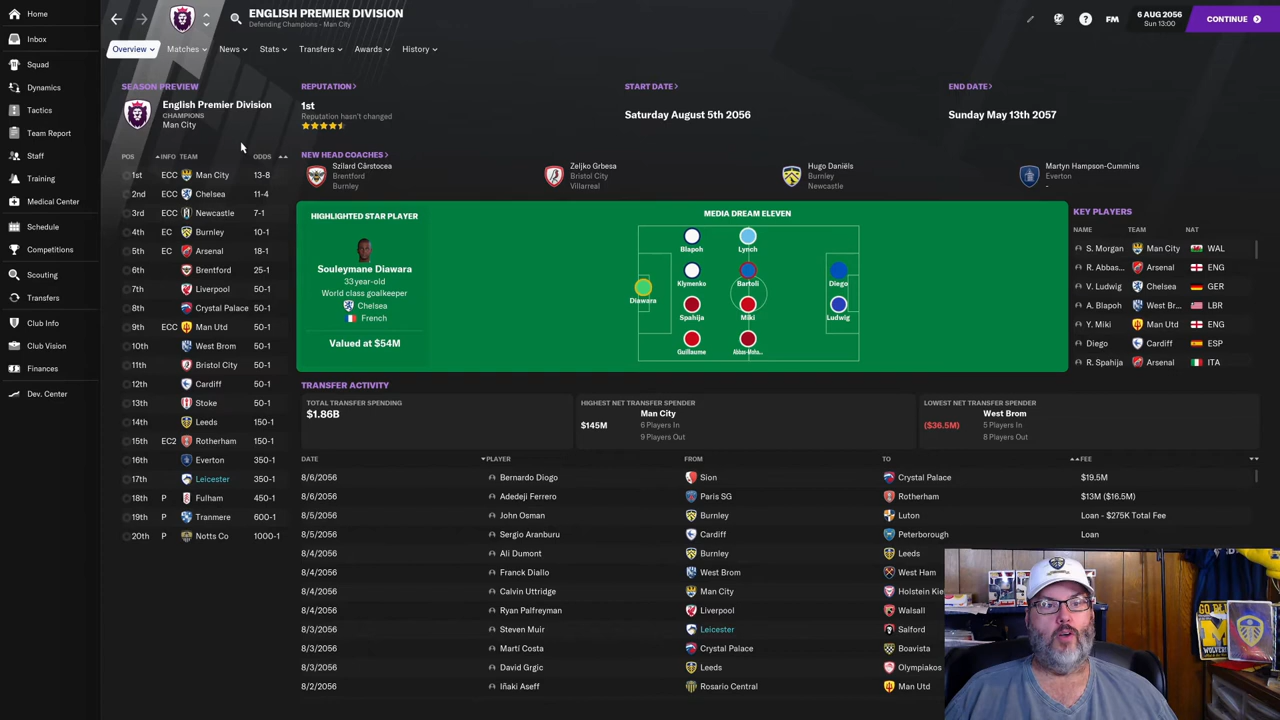 Home
Inbox
Squad
Dynamics
Tactics
Team Report
Staff
Training
Medical Center
Schedule
Competitions
Scouting
Transfers
Club Info
Club Vision
Finances
Dev. Center
ENGLISH PREMIER DIVISION
Defending Champions - Man City
FM
6 AUG 2056
Sun 13:00
CONTINUE
Overview
Matches
News
Stats
Transfers
Awards
History
SEASON PREVIEW
English Premier Division
CHAMPIONS
Man City
POS INFO TEAM ODDS
1st ECC Man City 13-8
2nd ECC Chelsea 11-4
3rd ECC Newcastle 7-1
4th EC Burnley 10-1
5th EC Arsenal 18-1
6th Brentford 25-1
7th Liverpool 50-1
8th Crystal Palace 50-1
9th ECC Man Utd 50-1
10th West Brom 50-1
11th Bristol City 50-1
12th Cardiff 50-1
13th Stoke 50-1
14th Leeds 150-1
15th EC2 Rotherham 150-1
16th Everton 350-1
17th Leicester 350-1
18th P Fulham 450-1
19th P Tranmere 600-1
20th P Notts Co 1000-1
REPUTATION
1st
Reputation hasn't changed
START DATE
Saturday August 5th 2056
END DATE
Sunday May 13th 2057
NEW HEAD COACHES
Szilard Cârstocea
Brentford
Burnley
Zeljko Grbesa
Bristol City
Villarreal
Hugo Daniëls
Burnley
Newcastle
Martyn Hampson-Cummins
Everton
-
HIGHLIGHTED STAR PLAYER
Souleymane Diawara
33 year-old
World class goalkeeper
Chelsea
French
Valued at $54M
MEDIA DREAM ELEVEN
Blapoh
Lynch
Klymenko
Bartoli
Diego
Diawara
Spahija
Miki
Ludwig
Guillaume
Abbas-Moha...
KEY PLAYERS
NAME TEAM NAT
S. Morgan Man City WAL
R. Abbas... Arsenal ENG
V. Ludwig Chelsea GER
A. Blapoh West Br... LBR
Y. Miki Man Utd ENG
Diego Cardiff ESP
R. Spahija Arsenal ITA
TRANSFER ACTIVITY
TOTAL TRANSFER SPENDING
$1.86B
HIGHEST NET TRANSFER SPENDER
$145M
Man City
6 Players In
9 Players Out
LOWEST NET TRANSFER SPENDER
($36.5M)
West Brom
5 Players In
8 Players Out
DATE PLAYER FROM TO FEE
8/6/2056 Bernardo Diogo Sion Crystal Palace $19.5M
8/6/2056 Adedeji Ferrero Paris SG Rotherham $13M ($16.5M)
8/5/2056 John Osman Burnley Luton Loan - $275K Total Fee
8/5/2056 Sergio Aranburu Cardiff Peterborough Loan
8/4/2056 Ali Dumont Burnley Leeds
8/4/2056 Franck Diallo West Brom West Ham
8/4/2056 Calvin Uttridge Man City Holstein Kie
8/4/2056 Ryan Palfreyman Liverpool Walsall
8/3/2056 Steven Muir Leicester Salford
8/3/2056 Martí Costa Crystal Palace Boavista
8/3/2056 David Grgic Leeds Olympiakos
8/2/2056 Iñaki Aseff Rosario Central Man Utd